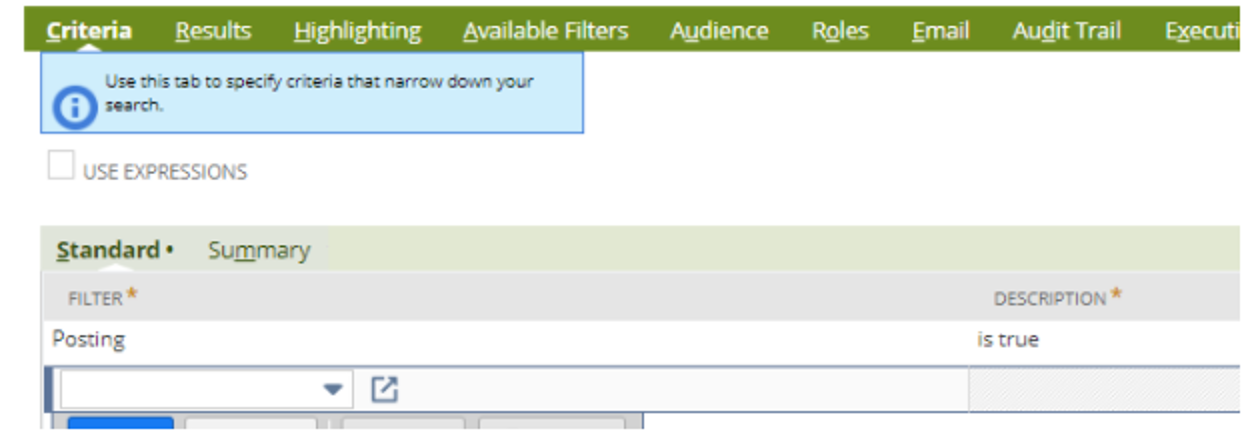 Criteria Results Highlighting Available Filters Audience Roles Email Audit Trail Executi
Use this tab to specify criteria that narrow down your
search.
USE EXPRESSIONS
Standard • Summary
FILTER* DESCRIPTION*
Posting is true